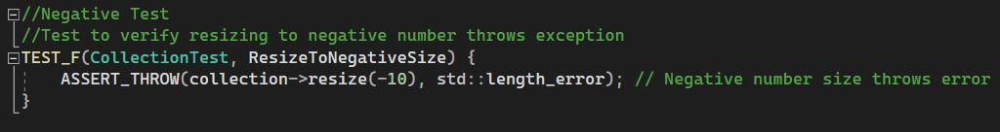 //Negative Test
//Test to verify resizing to negative number throws exception
TEST_F(CollectionTest, ResizeToNegativeSize) {
ASSERT_THROW(collection->resize(-10), std::length_error); // Negative number size throws error
}